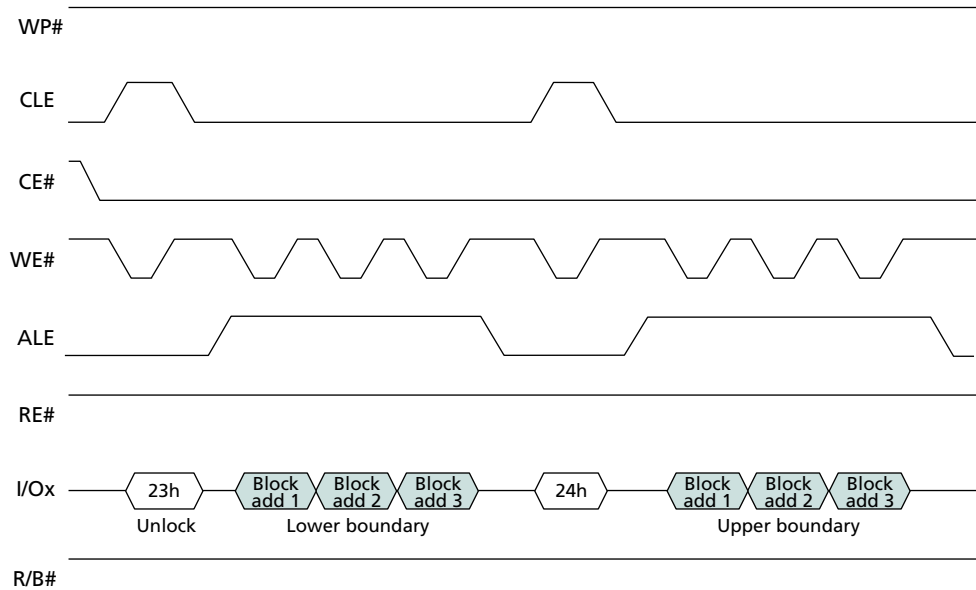 WP#
CLE
CE#
WE#
ALE
RE#
I/Ox
23h
Block
add 1
Block
add 2
Block
add 3
24h
Block
add 1
Block
add 2
Block
add 3
Unlock
Lower boundary
Upper boundary
R/B#